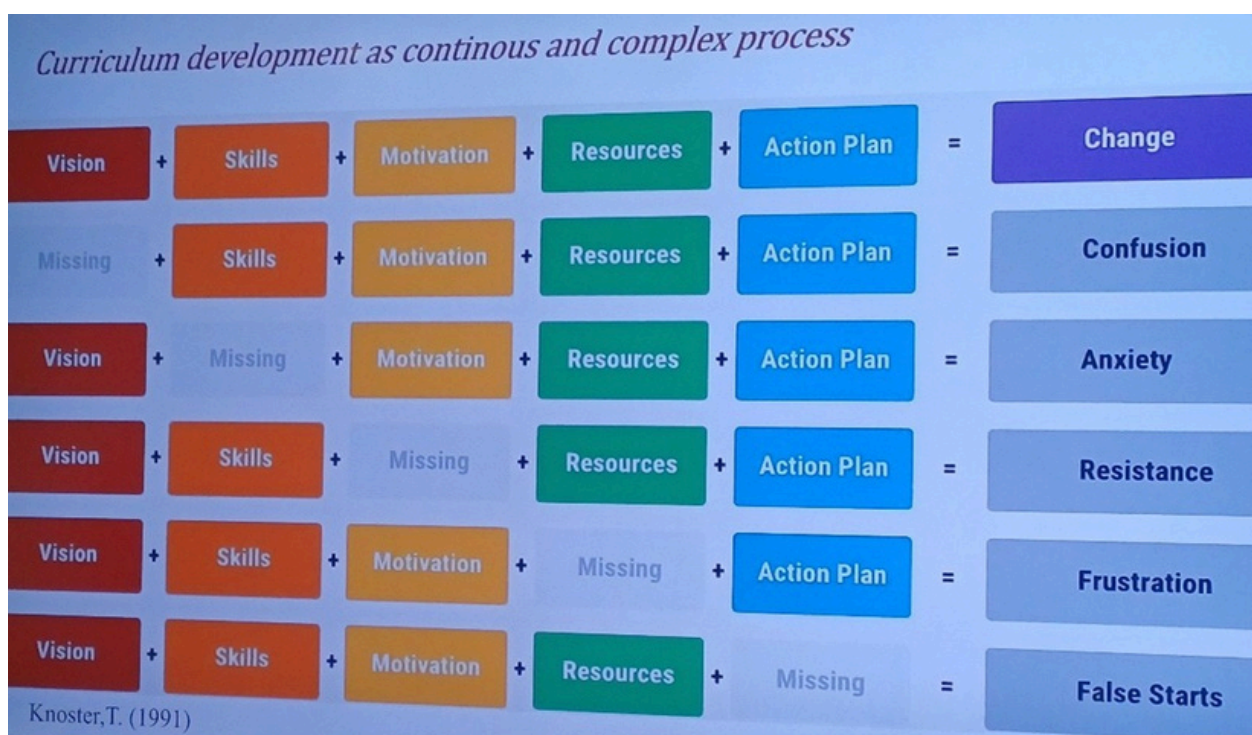 Curriculum development as continous and complex process
Vision + Skills + Motivation + Resources + Action Plan = Change
Missing + Skills + Motivation + Resources + Action Plan = Confusion
Vision + Missing + Motivation + Resources + Action Plan = Anxiety
Vision + Skills + Missing + Resources + Action Plan = Resistance
Vision + Skills + Motivation + Missing + Action Plan = Frustration
Vision + Skills + Motivation + Resources + Missing = False Starts
Knoster,T. (1991)